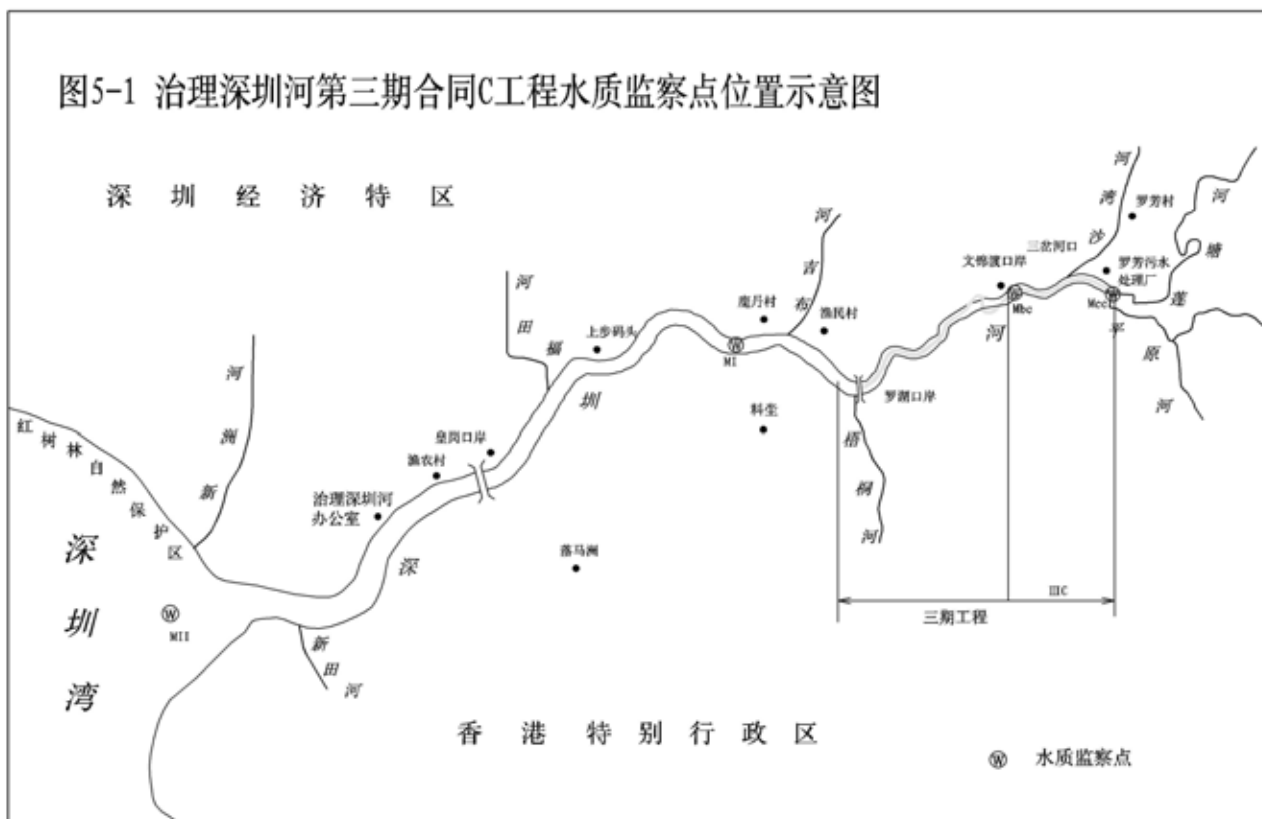 图5-1 治理深圳河第三期合同C工程水质监察点位置示意图
深圳经济特区
河湾沙
罗芳村
河塘莲
三岔河口
罗芳污水
处理厂
文锦渡口岸
Mbc
Mcc
平原河
河吉布
鹿丹村
渔民村
MI
罗湖口岸
河田福
上步码头
深圳河
料壆
梧桐河
河洲新
皇岗口岸
渔农村
治理深圳河
办公室
红树林自然保护区
落马洲
深圳湾
MII
新田河
IIIC
三期工程
香港特别行政区
水质监察点